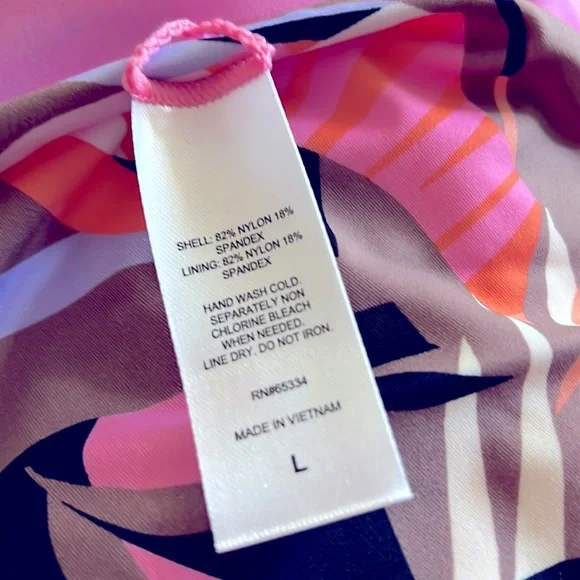 SHELL: 82% NYLON 18%
SPANDEX
LINING: 82% NYLON 18%
SPANDEX
HAND WASH COLD.
SEPARATELY NON
CHLORINE BLEACH
WHEN NEEDED.
LINE DRY. DO NOT IRON.
RN#65334
MADE IN VIETNAM
L